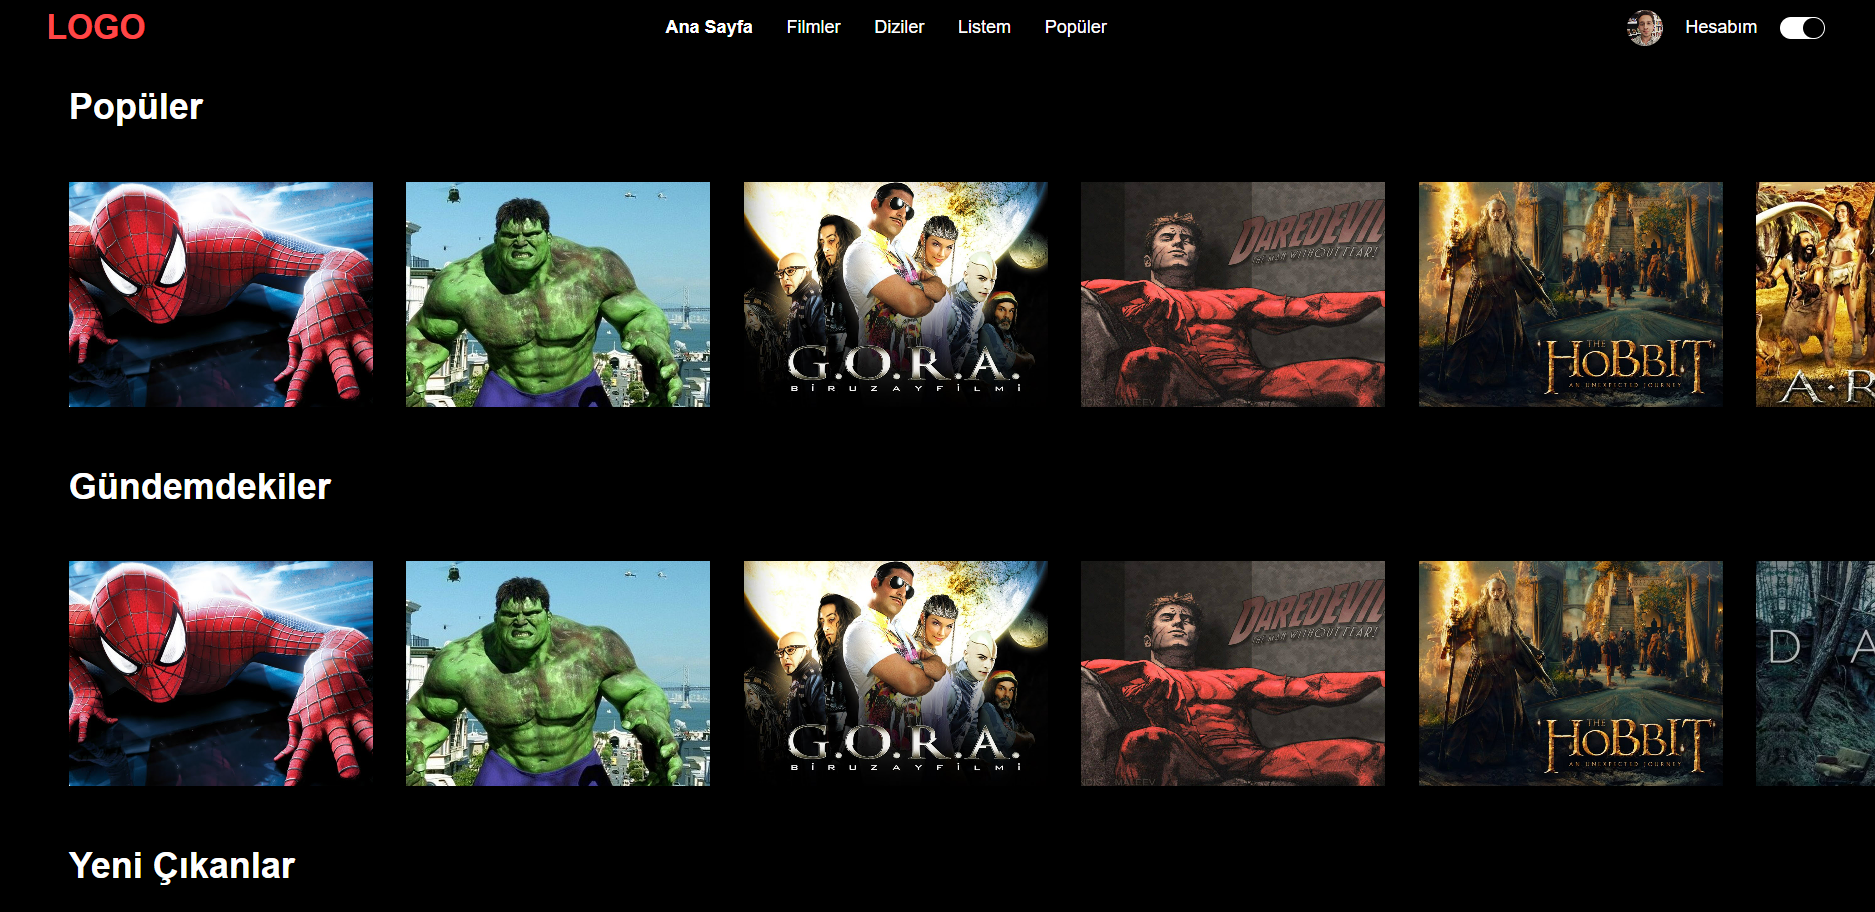 LOGO
Ana Sayfa Filmler Diziler Listem Popüler
Hesabım
Popüler
G.O.R.A.
BİR UZAY FİLMİ
DAREDEVIL
THE MAN WITHOUT FEAR!
MALEEV
THE
HOBBIT
AN UNEXPECTED JOURNEY
A·R
Gündemdekiler
G.O.R.A.
BİR UZAY FİLMİ
DAREDEVIL
THE MAN WITHOUT FEAR!
MALEEV
THE
HOBBIT
AN UNEXPECTED JOURNEY
D A
Yeni Çıkanlar